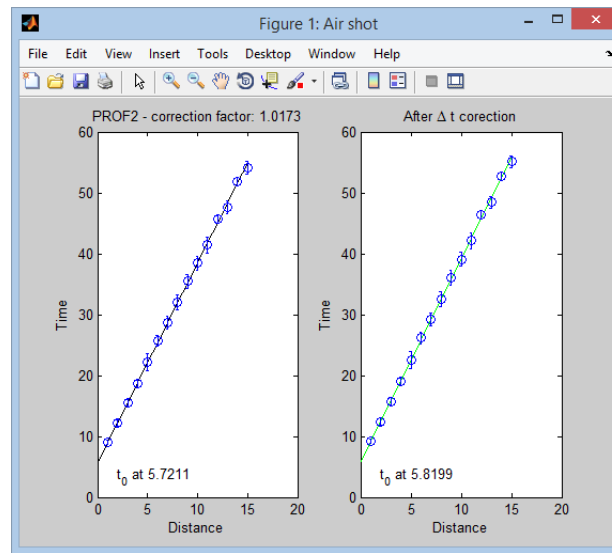 Figure 1: Air shot
File Edit View Insert Tools Desktop Window Help
PROF2 - correction factor: 1.0173
60
50
40
30
20
10
0
Time
t0 at 5.7211
0 5 10 15 20
Distance
After Δ t corection
60
50
40
30
20
10
0
Time
t0 at 5.8199
0 5 10 15 20
Distance